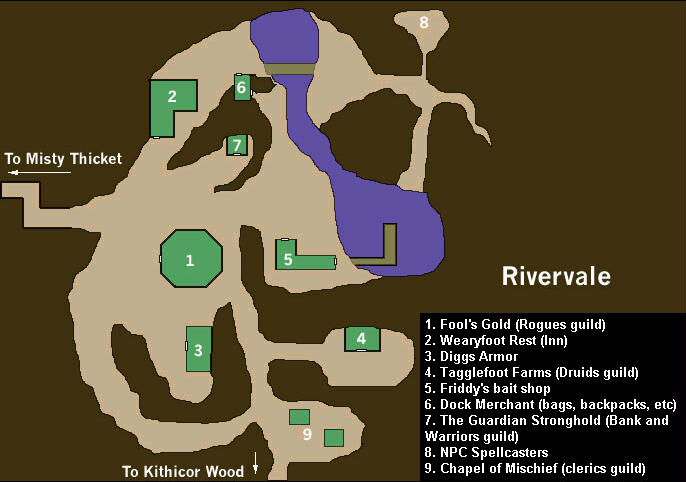 8
2
6
7
To Misty Thicket
1
5
Rivervale
3
4
9
To Kithicor Wood
1. Fool's Gold (Rogues guild)
2. Wearyfoot Rest (Inn)
3. Diggs Armor
4. Tagglefoot Farms (Druids guild)
5. Friddy's bait shop
6. Dock Merchant (bags, backpacks, etc)
7. The Guardian Stronghold (Bank and
Warriors guild)
8. NPC Spellcasters
9. Chapel of Mischief (clerics guild)